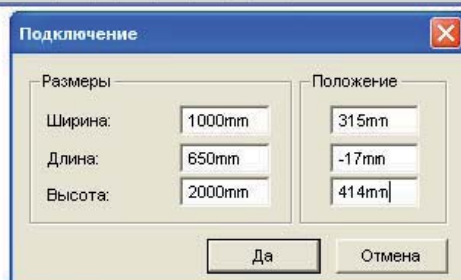 Подключение
Размеры Положение
Ширина: 1000mm 315mm
Длина: 650mm -17mm
Высота: 2000mm 414mm
Да Отмена